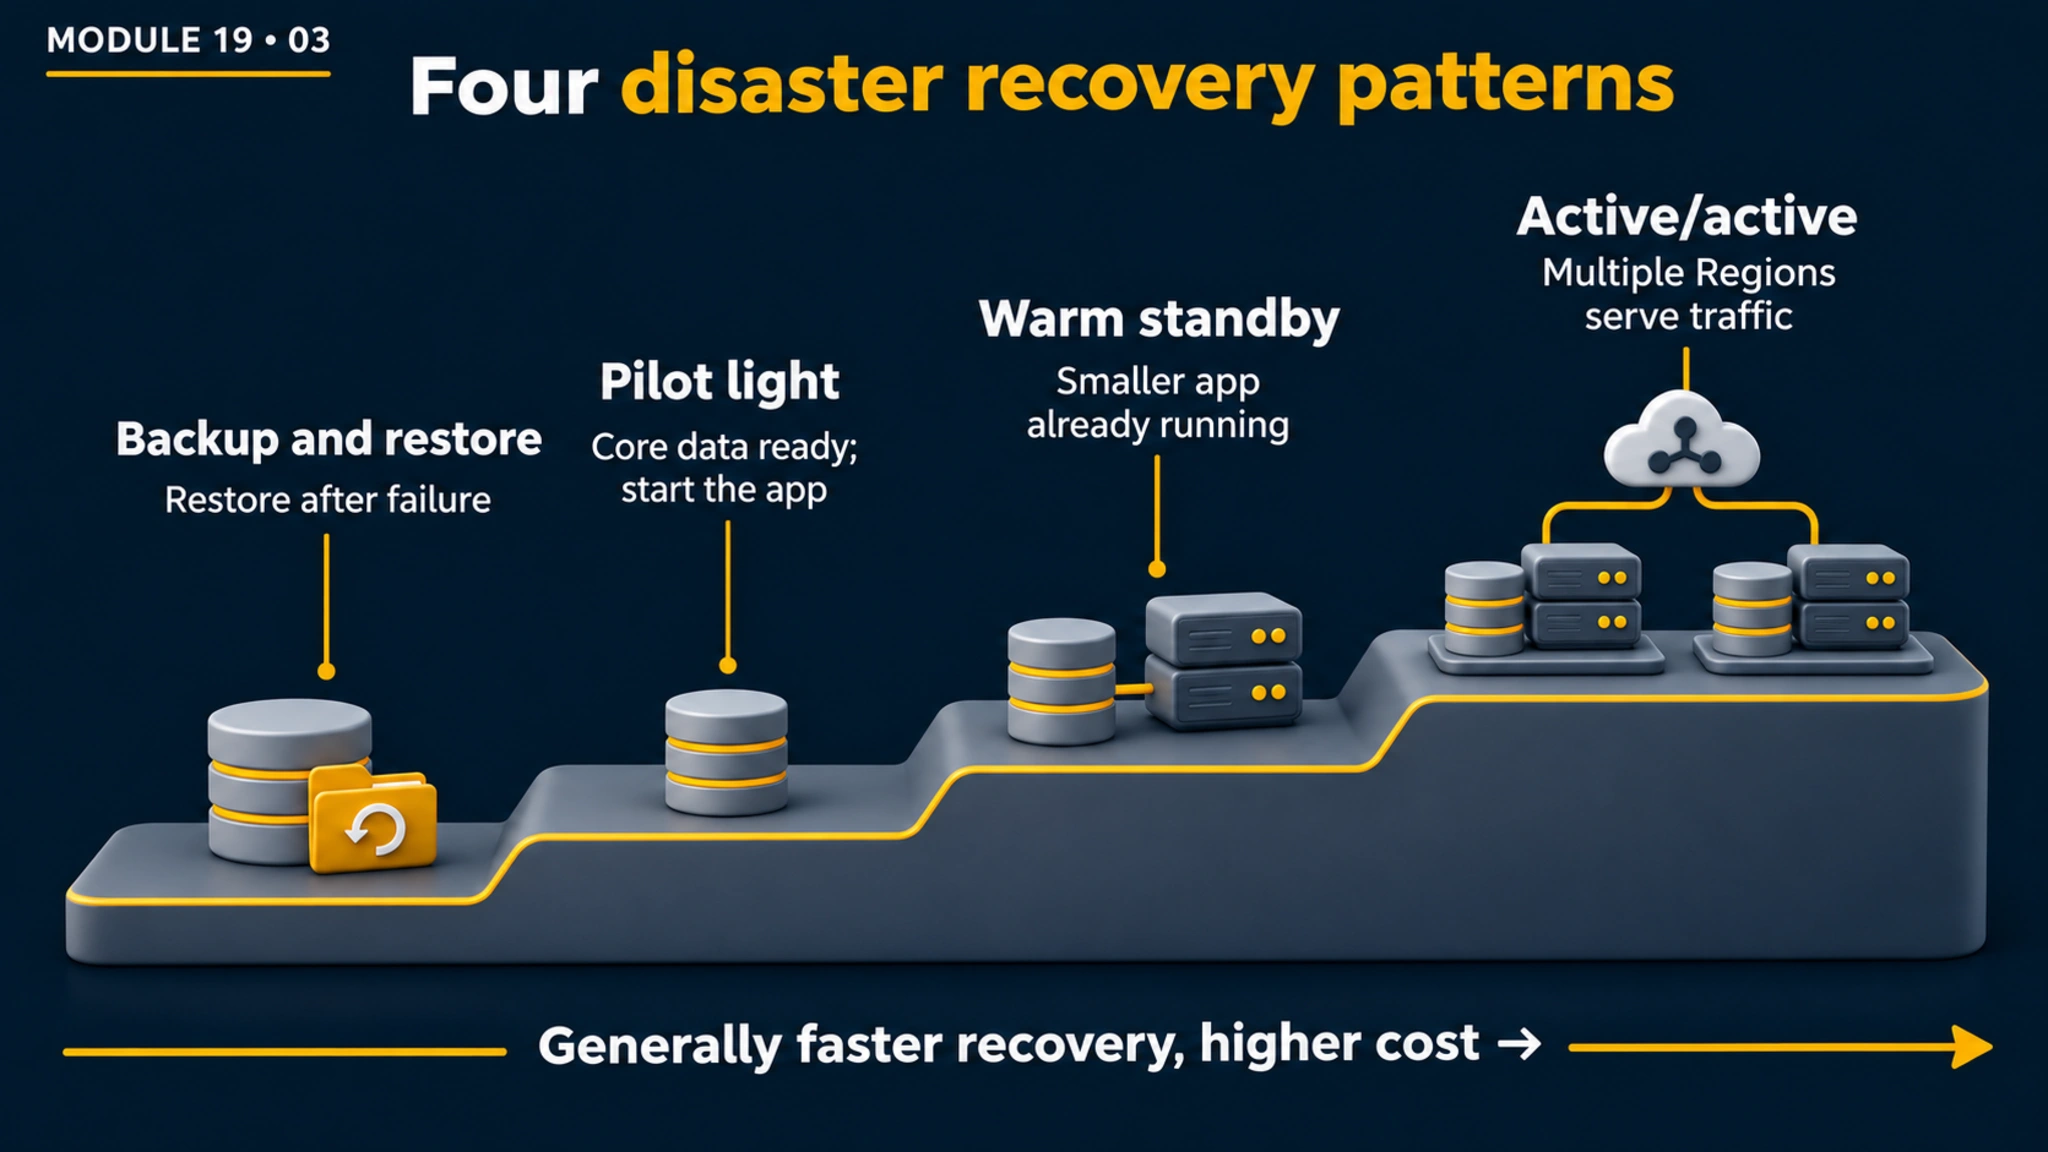 MODULE 19 • 03
Four disaster recovery patterns
Backup and restore
Restore after failure
Pilot light
Core data ready;
start the app
Warm standby
Smaller app
already running
Active/active
Multiple Regions
serve traffic
Generally faster recovery, higher cost →